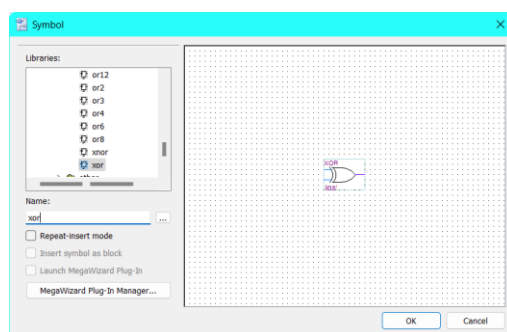 Symbol
Libraries:
or12
or2
or3
or4
or6
or8
xnor
xor
Name:
xor
...
Repeat-insert mode
Insert symbol as block
Launch MegaWizard Plug-In
MegaWizard Plug-In Manager...
XOR
inst
OK
Cancel